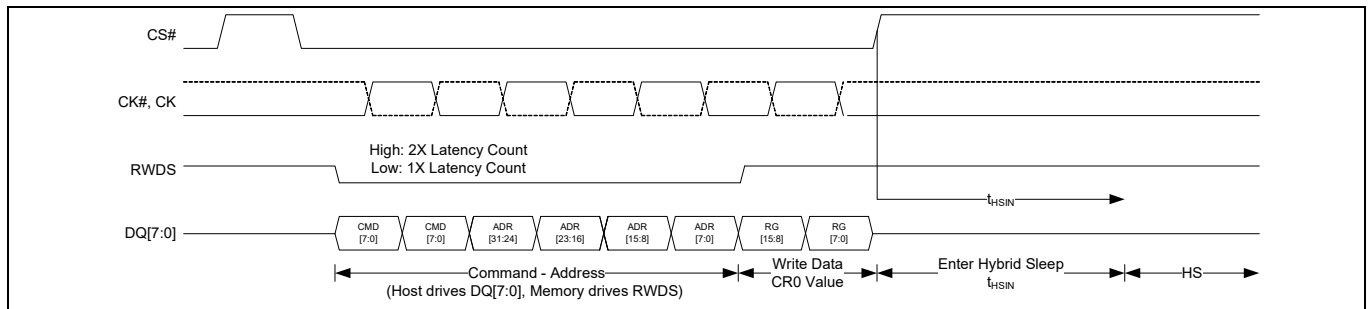 CS#
CK#, CK
High: 2X Latency Count
Low: 1X Latency Count
RWDS
tHSIN
DQ[7:0]
CMD [7:0]
CMD [7:0]
ADR [31:24]
ADR [23:16]
ADR [15:8]
ADR [7:0]
RG [15:8]
RG [7:0]
Command - Address
(Host drives DQ[7:0], Memory drives RWDS)
Write Data
CR0 Value
Enter Hybrid Sleep
tHSIN
HS